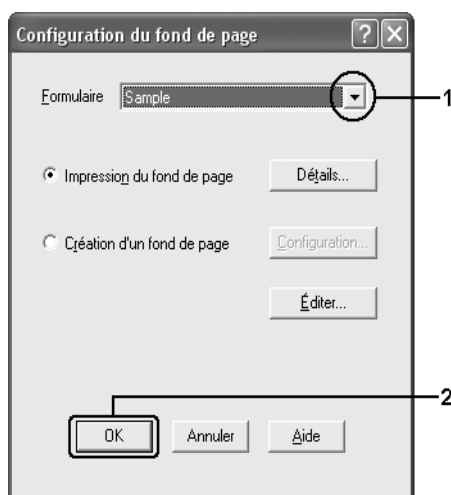 Configuration du fond de page
Formulaire Sample
1
Impression du fond de page Détails...
Création d'un fond de page Configuration...
Éditer...
2
OK Annuler Aide